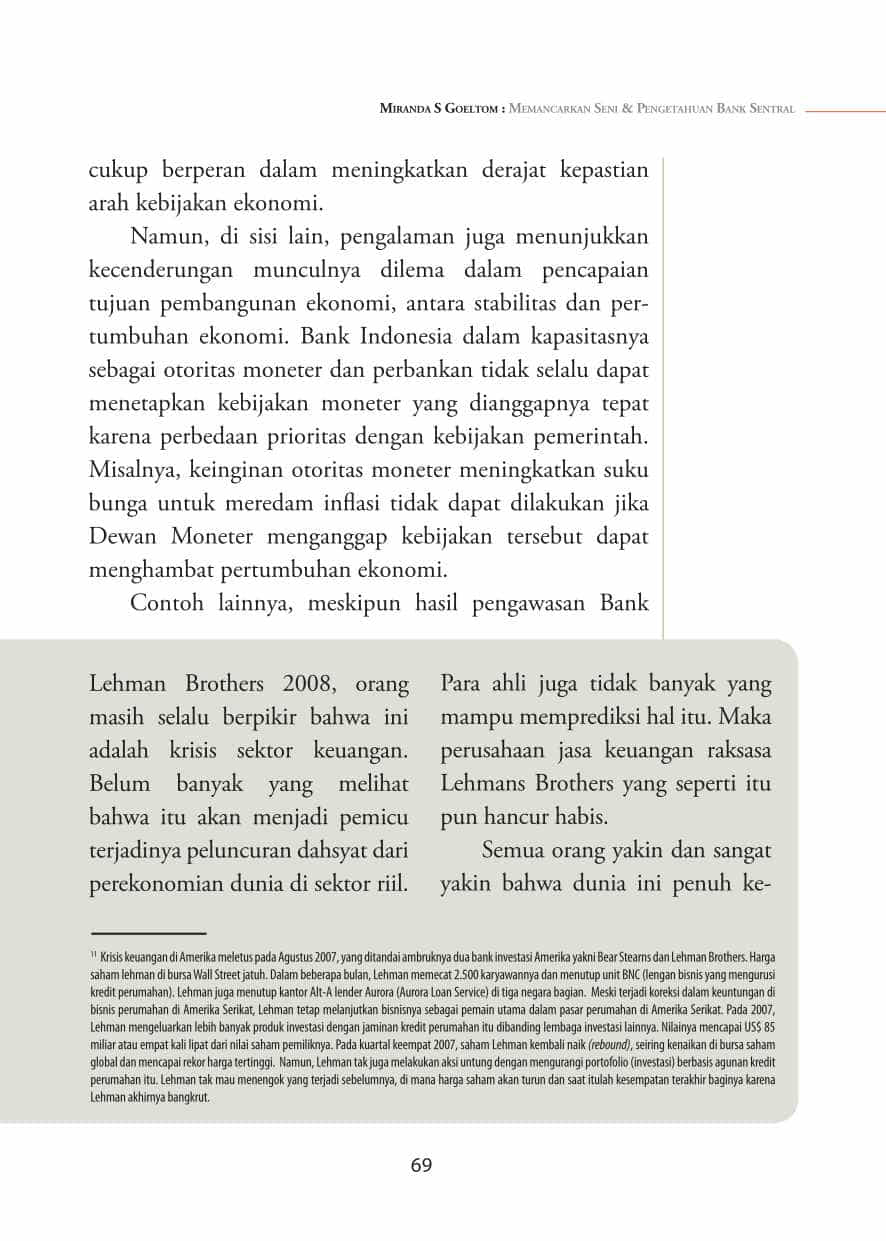 MIRANDA S GOELTOM : MEMANCARKAN SENI & PENGETAHUAN BANK SENTRAL
cukup berperan dalam meningkatkan derajat kepastian
arah kebijakan ekonomi.
Namun, di sisi lain, pengalaman juga menunjukkan
kecenderungan munculnya dilema dalam pencapaian
tujuan pembangunan ekonomi, antara stabilitas dan per-
tumbuhan ekonomi. Bank Indonesia dalam kapasitasnya
sebagai otoritas moneter dan perbankan tidak selalu dapat
menetapkan kebijakan moneter yang dianggapnya tepat
karena perbedaan prioritas dengan kebijakan pemerintah.
Misalnya, keinginan otoritas moneter meningkatkan suku
bunga untuk meredam inflasi tidak dapat dilakukan jika
Dewan Moneter menganggap kebijakan tersebut dapat
menghambat pertumbuhan ekonomi.
Contoh lainnya, meskipun hasil pengawasan Bank
Lehman Brothers 2008, orang
masih selalu berpikir bahwa ini
adalah krisis sektor keuangan.
Belum banyak yang melihat
bahwa itu akan menjadi pemicu
terjadinya peluncuran dahsyat dari
perekonomian dunia di sektor riil.
Para ahli juga tidak banyak yang
mampu memprediksi hal itu. Maka
perusahaan jasa keuangan raksasa
Lehmans Brothers yang seperti itu
pun hancur habis.
Semua orang yakin dan sangat
yakin bahwa dunia ini penuh ke-
11 Krisis keuangan di Amerika meletus pada Agustus 2007, yang ditandai ambruknya dua bank investasi Amerika yakni Bear Stearns dan Lehman Brothers. Harga
saham lehman di bursa Wall Street jatuh. Dalam beberapa bulan, Lehman memecat 2.500 karyawannya dan menutup unit BNC (lengan bisnis yang mengurusi
kredit perumahan). Lehman juga menutup kantor Alt-A lender Aurora (Aurora Loan Service) di tiga negara bagian. Meski terjadi koreksi dalam keuntungan di
bisnis perumahan di Amerika Serikat, Lehman tetap melanjutkan bisnisnya sebagai pemain utama dalam pasar perumahan di Amerika Serikat. Pada 2007,
Lehman mengeluarkan lebih banyak produk investasi dengan jaminan kredit perumahan itu dibanding lembaga investasi lainnya. Nilainya mencapai US$ 85
miliar atau empat kali lipat dari nilai saham pemiliknya. Pada kuartal keempat 2007, saham Lehman kembali naik (rebound), seiring kenaikan di bursa saham
global dan mencapai rekor harga tertinggi. Namun, Lehman tak juga melakukan aksi untung dengan mengurangi portofolio (investasi) berbasis agunan kredit
perumahan itu. Lehman tak mau menengok yang terjadi sebelumnya, di mana harga saham akan turun dan saat itulah kesempatan terakhir baginya karena
Lehman akhirnya bangkrut.
69